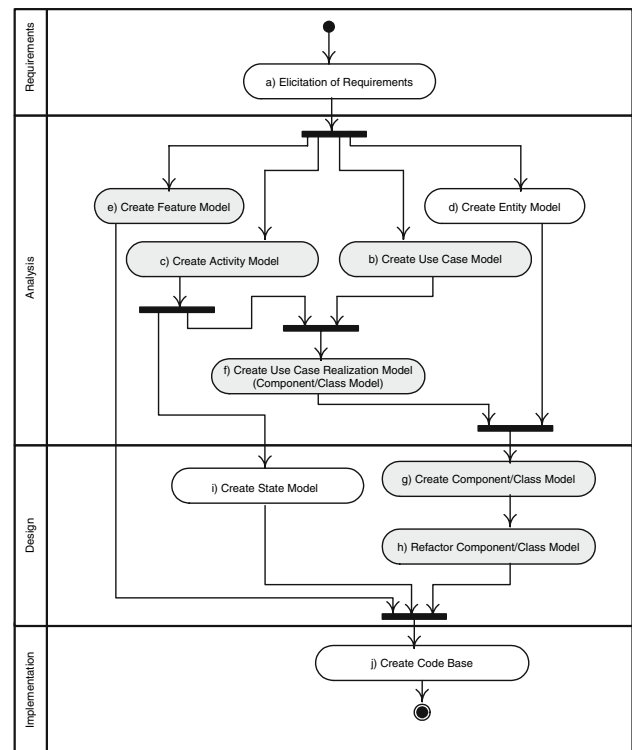 Requirements
a) Elicitation of Requirements
Analysis
e) Create Feature Model
d) Create Entity Model
c) Create Activity Model
b) Create Use Case Model
f) Create Use Case Realization Model
(Component/Class Model)
Design
g) Create Component/Class Model
i) Create State Model
h) Refactor Component/Class Model
Implementation
j) Create Code Base